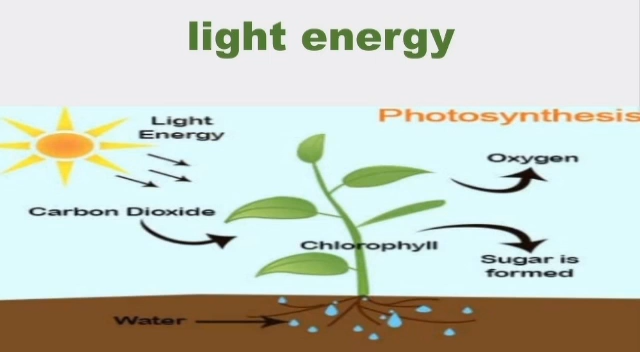 light energy
Photosynthesis
Light
Energy
Oxygen
Carbon Dioxide
Chlorophyll
Sugar is
formed
Water